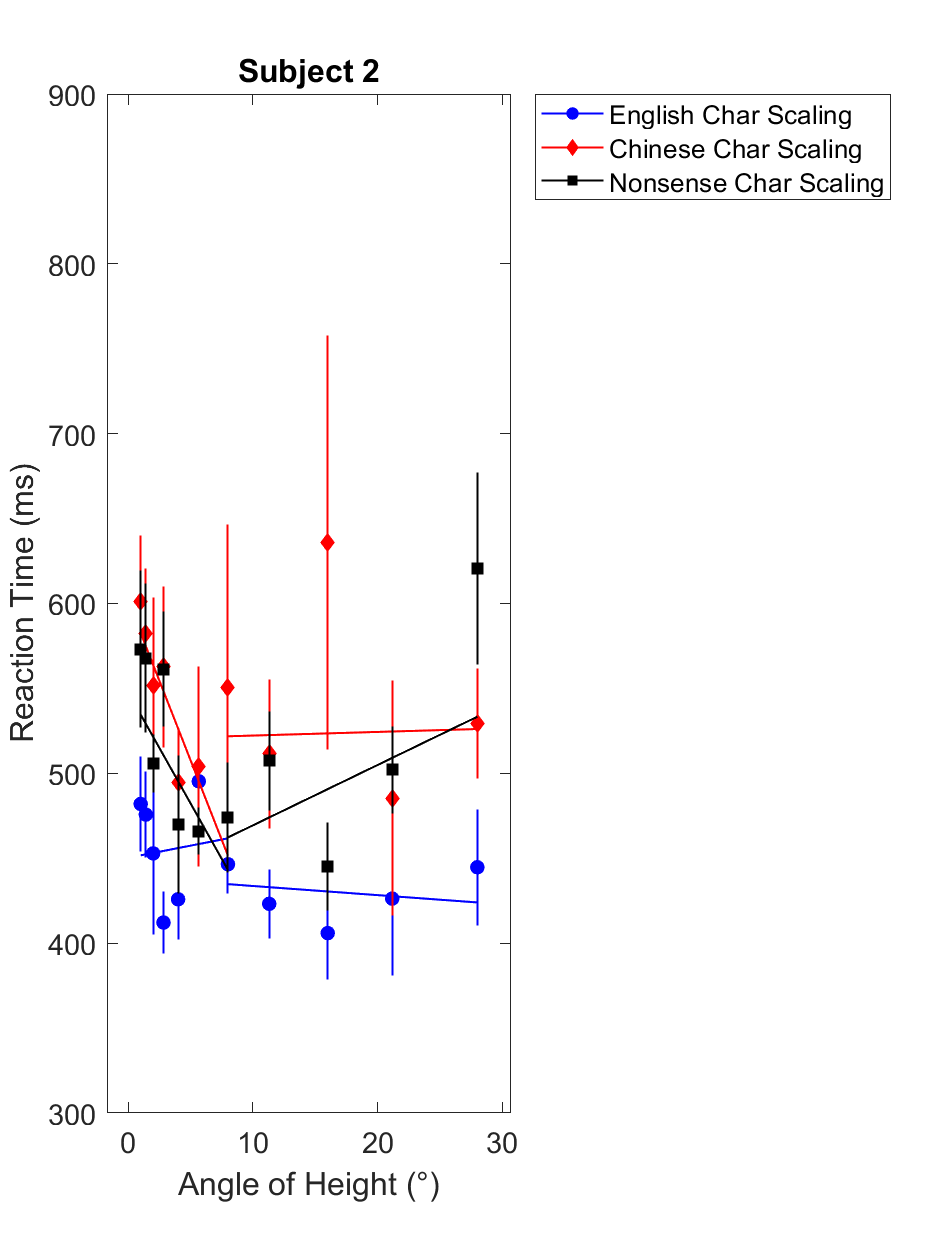 Subject 2
900
800
700
600
500
400
300
0 10 20 30
Reaction Time (ms)
Angle of Height (°)
English Char Scaling
Chinese Char Scaling
Nonsense Char Scaling